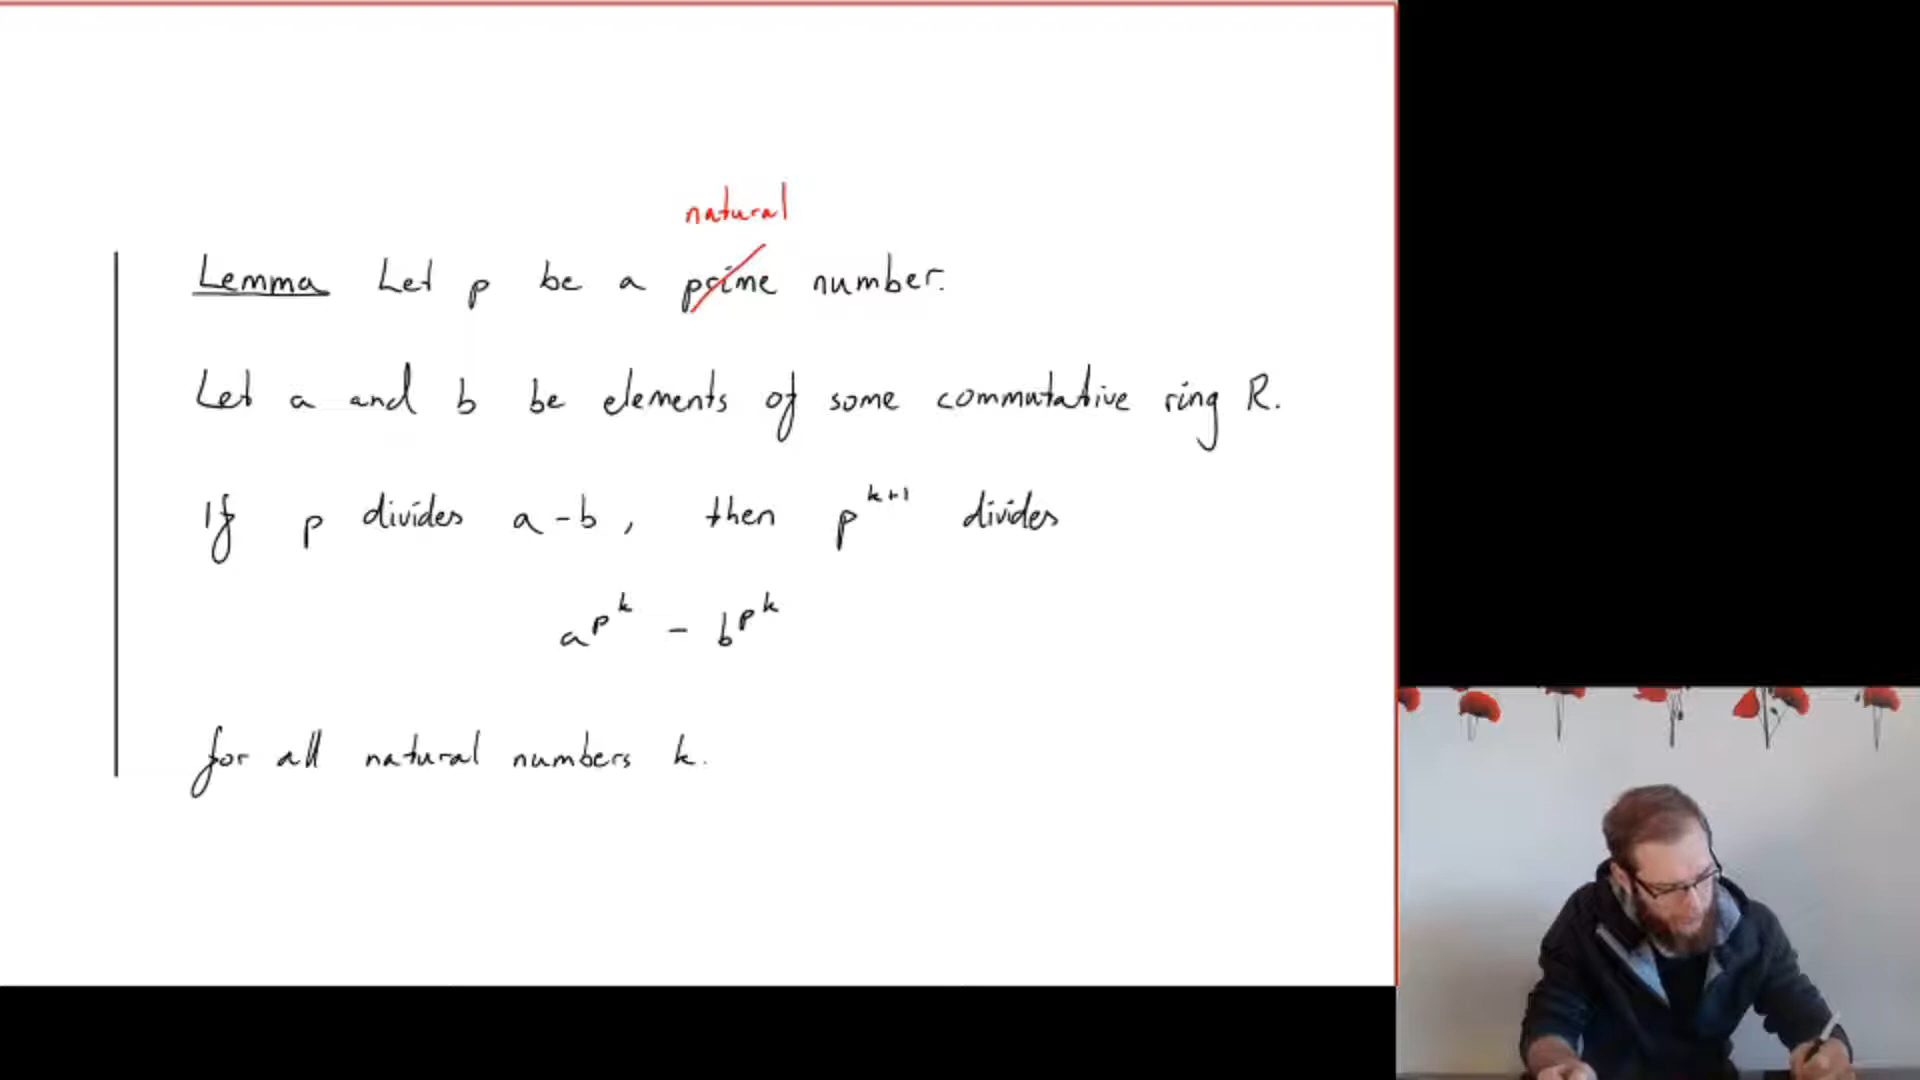 natural
Lemma Let p be a prime number.
Let a and b be elements of some commutative ring R.
If p divides a - b, then p^{k+1} divides
a^{p^k} - b^{p^k}
for all natural numbers k.